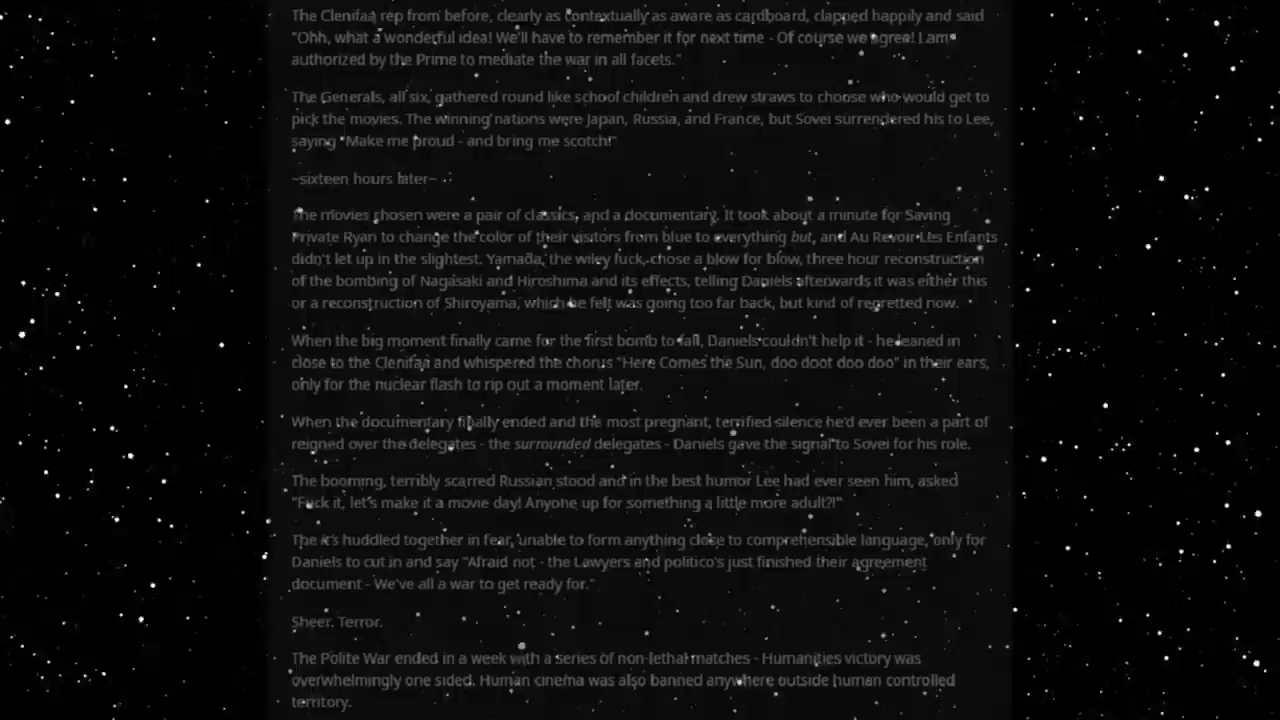 The Clenifaa rep from before, clearly as contextually as aware as cardboard, clapped happily and said
"Ohh, what a wonderful idea! We'll have to remember it for next time - Of course we agree! I am
authorized by the Prime to mediate the war in all facets."
The Generals, all six, gathered round like school children and drew straws to choose who would get to
pick the movies. The winning nations were Japan, Russia, and France, but Sovei surrendered his to Lee,
saying "Make me proud - and bring me scotch!"
~sixteen hours later~
The movies chosen were a pair of classics, and a documentary. It took about a minute for Saving
Private Ryan to change the color of their visitors from blue to everything but, and Au Revoir Les Enfants
didn't let up in the slightest. Yamada, the wiley fuck, chose a blow for blow, three hour reconstruction
of the bombing of Nagasaki and Hiroshima and its effects, telling Daniels afterwards it was either this
or a reconstruction of Shiroyama, which he felt was going too far back, but kind of regretted now.
When the big moment finally came for the first bomb to fall, Daniels couldn't help it - he leaned in
close to the Clenifaa and whispered the chorus "Here Comes the Sun, doo doot doo doo" in their ears,
only for the nuclear flash to rip out a moment later.
When the documentary finally ended and the most pregnant, terrified silence he'd ever been a part of
reigned over the delegates - the surrounded delegates - Daniels gave the signal to Sovei for his role.
The booming, terribly scarred Russian stood and in the best humor Lee had ever seen him, asked
"Fuck it, let's make it a movie day! Anyone up for something a little more adult?!"
The it's huddled together in fear, unable to form anything close to comprehensible language, only for
Daniels to cut in and say "Afraid not - the Lawyers and politico's just finished their agreement
document - We've all a war to get ready for."
Sheer. Terror.
The Polite War ended in a week with a series of non-lethal matches - Humanities victory was
overwhelmingly one sided. Human cinema was also banned anywhere outside human controlled
territory.